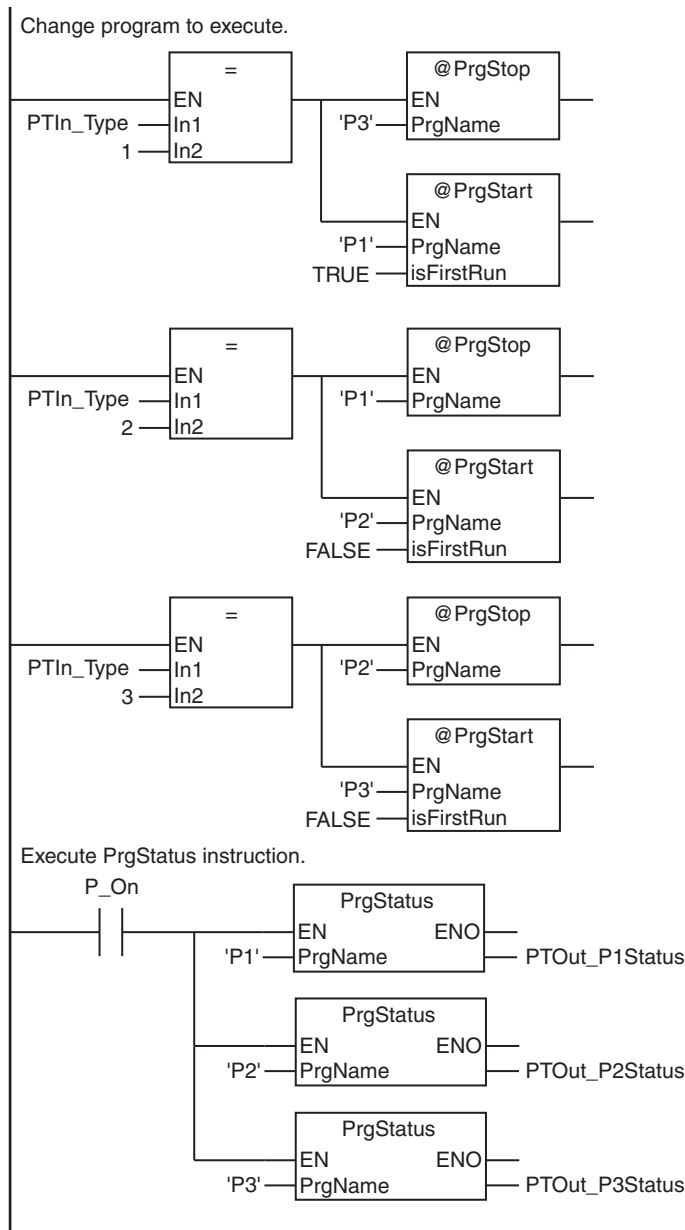 Change program to execute.
= @PrgStop
EN EN
PTIn_Type In1 'P3' PrgName
1 In2
@PrgStart
EN
'P1' PrgName
TRUE isFirstRun
= @PrgStop
EN EN
PTIn_Type In1 'P1' PrgName
2 In2
@PrgStart
EN
'P2' PrgName
FALSE isFirstRun
= @PrgStop
EN EN
PTIn_Type In1 'P2' PrgName
3 In2
@PrgStart
EN
'P3' PrgName
FALSE isFirstRun
Execute PrgStatus instruction.
P_On PrgStatus
EN ENO
'P1' PrgName PTOut_P1Status
PrgStatus
EN ENO
'P2' PrgName PTOut_P2Status
PrgStatus
EN ENO
'P3' PrgName PTOut_P3Status